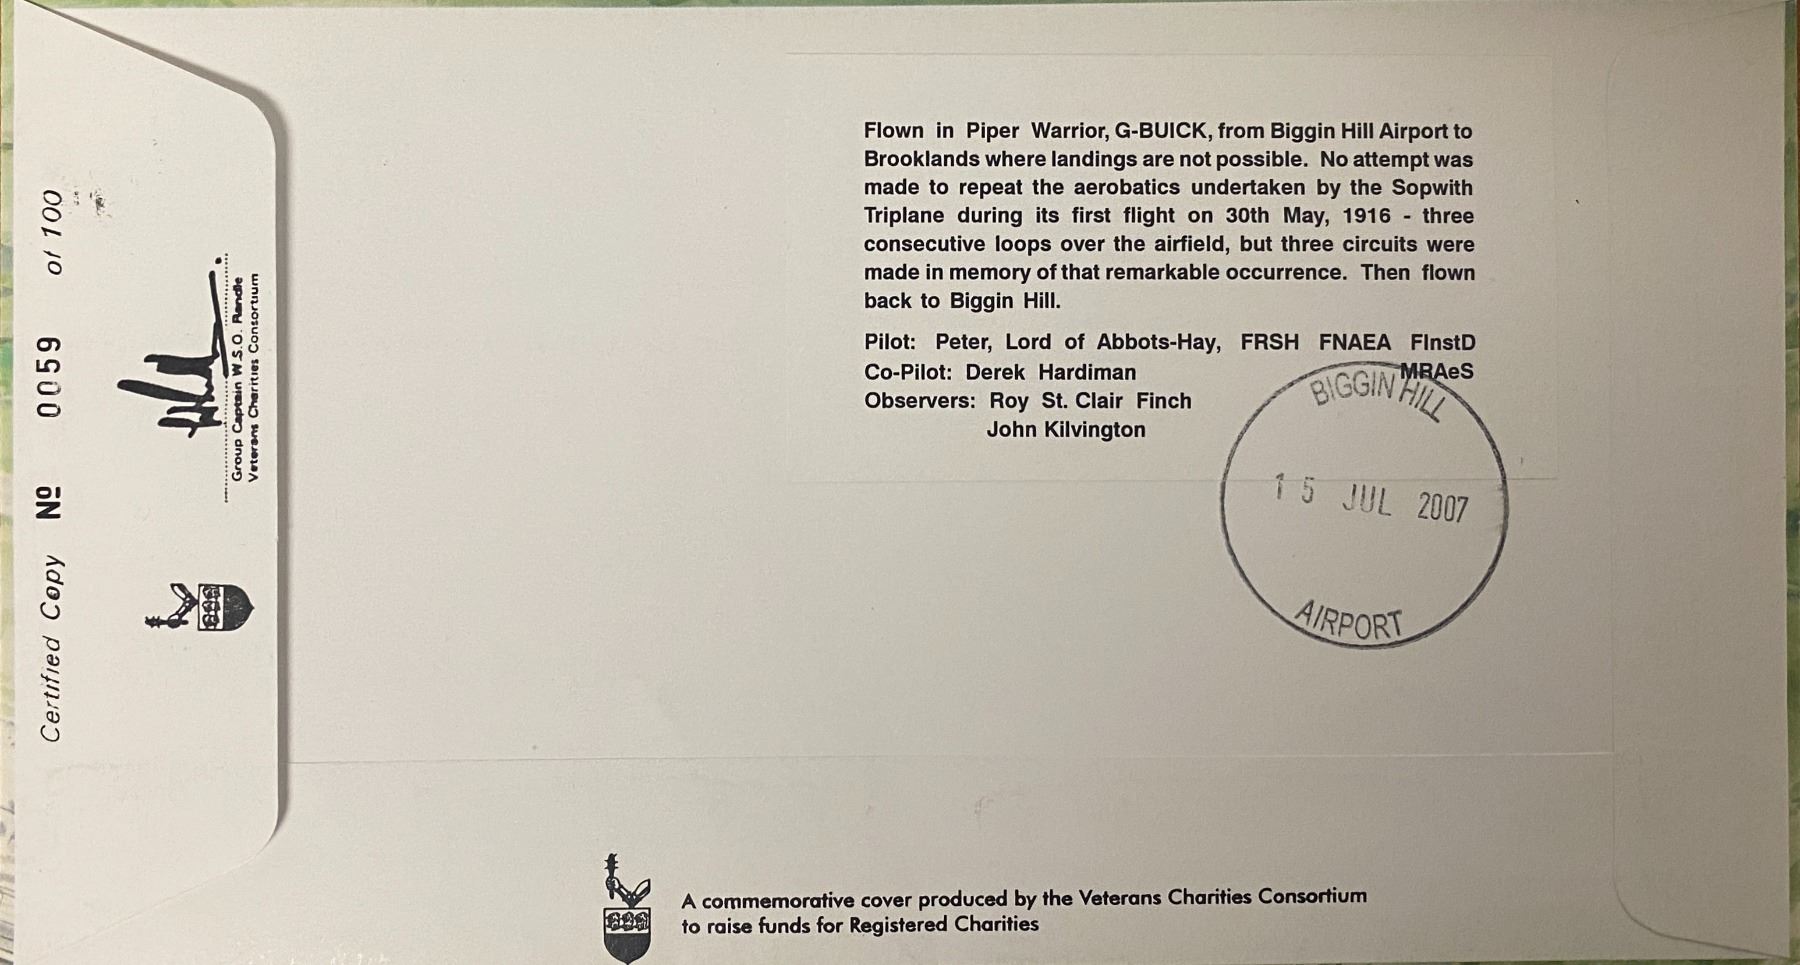 Certified Copy Nº 0059 of 100
Group Captain W.S.O. Randle
Veterans Charities Consortium
Flown in Piper Warrior, G-BUICK, from Biggin Hill Airport to
Brooklands where landings are not possible. No attempt was
made to repeat the aerobatics undertaken by the Sopwith
Triplane during its first flight on 30th May, 1916 - three
consecutive loops over the airfield, but three circuits were
made in memory of that remarkable occurrence. Then flown
back to Biggin Hill.
Pilot: Peter, Lord of Abbots-Hay, FRSH FNAEA FInstD
Co-Pilot: Derek Hardiman MRAeS
Observers: Roy St. Clair Finch
John Kilvington
BIGGIN HILL
15 JUL 2007
AIRPORT
A commemorative cover produced by the Veterans Charities Consortium
to raise funds for Registered Charities